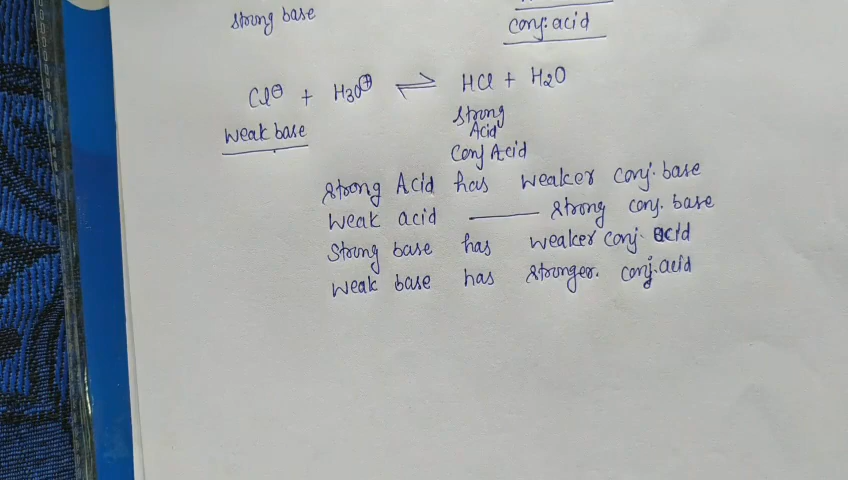 strong base
conj. acid
Cl⊖ + H3O⊕ ⇌ HCl + H2O
weak base
strong
Acid
Conj Acid
strong Acid has weaker conj. base
weak acid ——— strong conj. base
strong base has weaker conj. acid
weak base has stronger. conj. acid